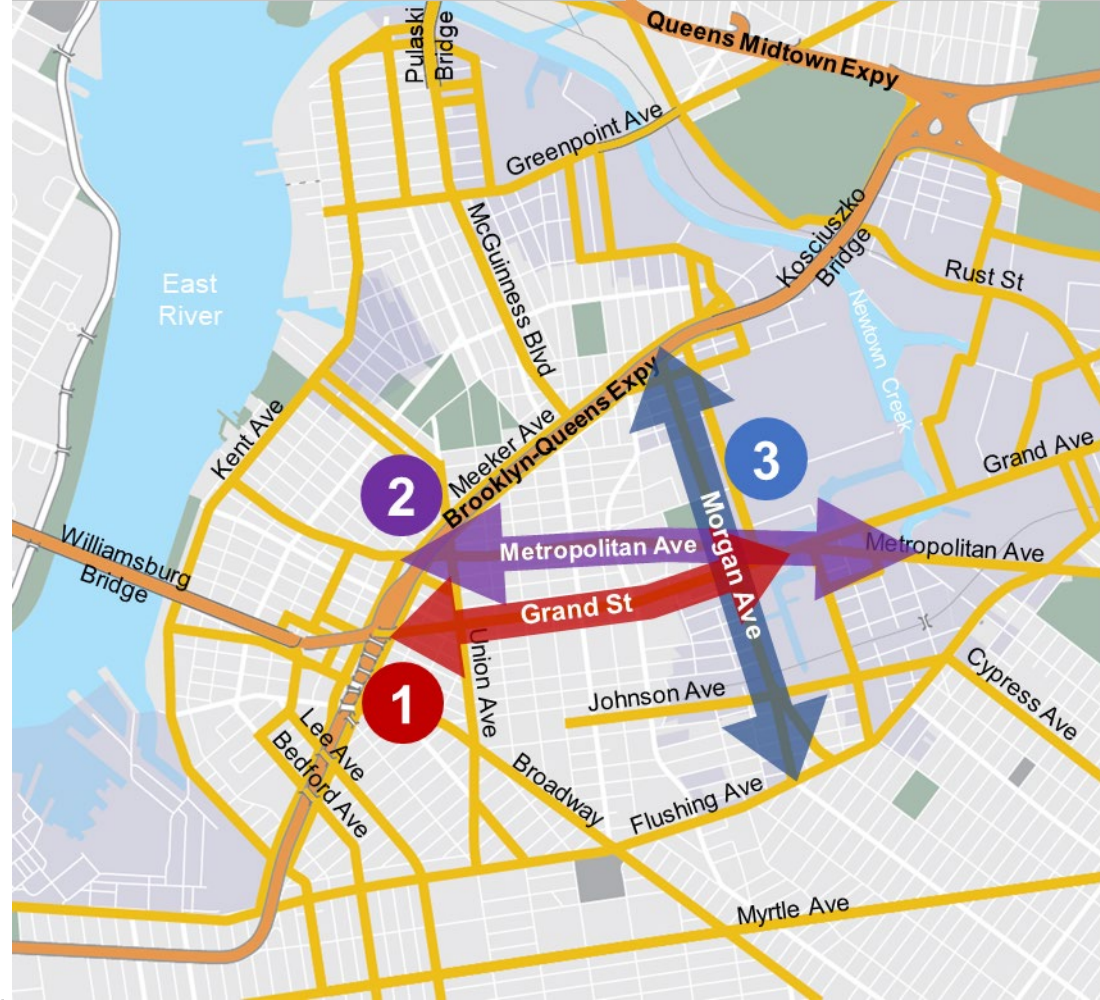 Pulaski
Bridge
Queens Midtown Expy
Greenpoint Ave
McGuinness Blvd
Kosciuszko
Bridge
Rust St
East
River
Newtown Creek
Kent Ave
Meeker Ave
Brooklyn-Queens Expy
3
2
Grand Ave
Morgan Ave
Metropolitan Ave
Metropolitan Ave
Williamsburg
Bridge
Grand St
Union Ave
1
Johnson Ave
Cypress Ave
Lee Ave
Bedford Ave
Broadway
Flushing Ave
Myrtle Ave